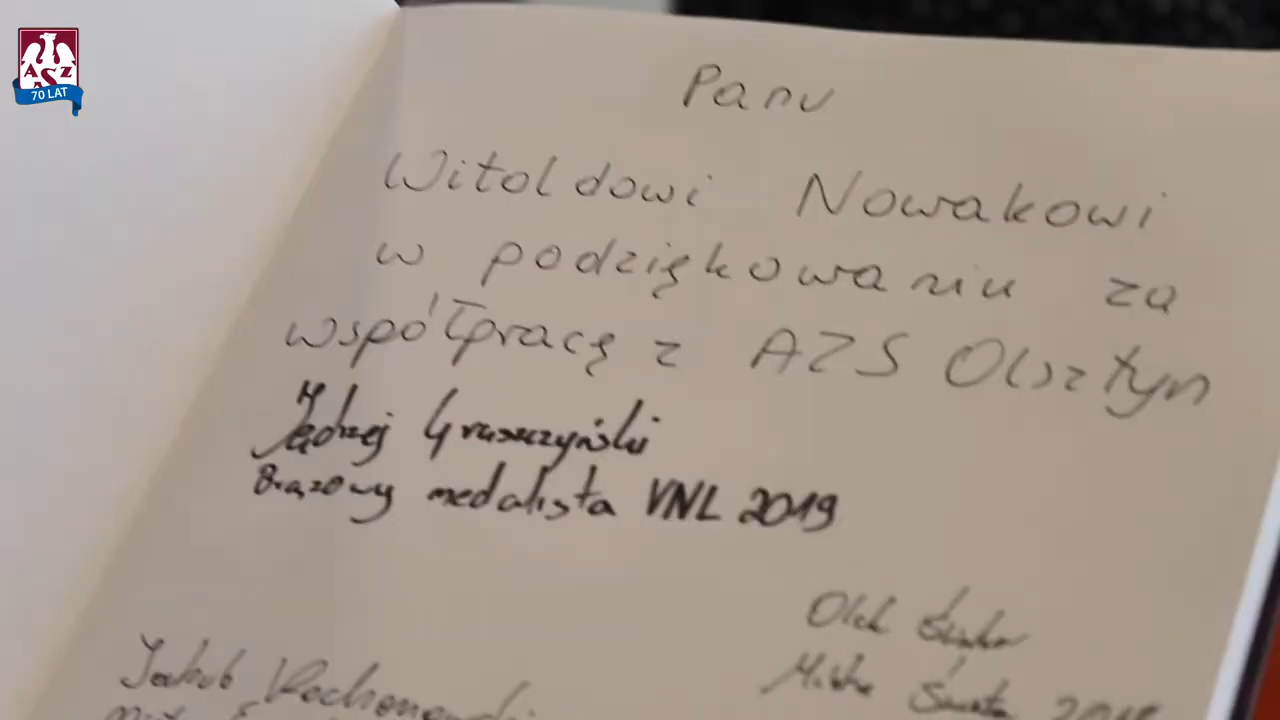 AZS
70 LAT
Panu
Witoldowi Nowakowi
w podziękowaniu za
współpracę z AZS Olsztyn
Jędrzej Gruszczyński
Brązowy medalista VNL 2019
Olek Śliwka
Mistrz Świata 2018
Jakub Kochanowski